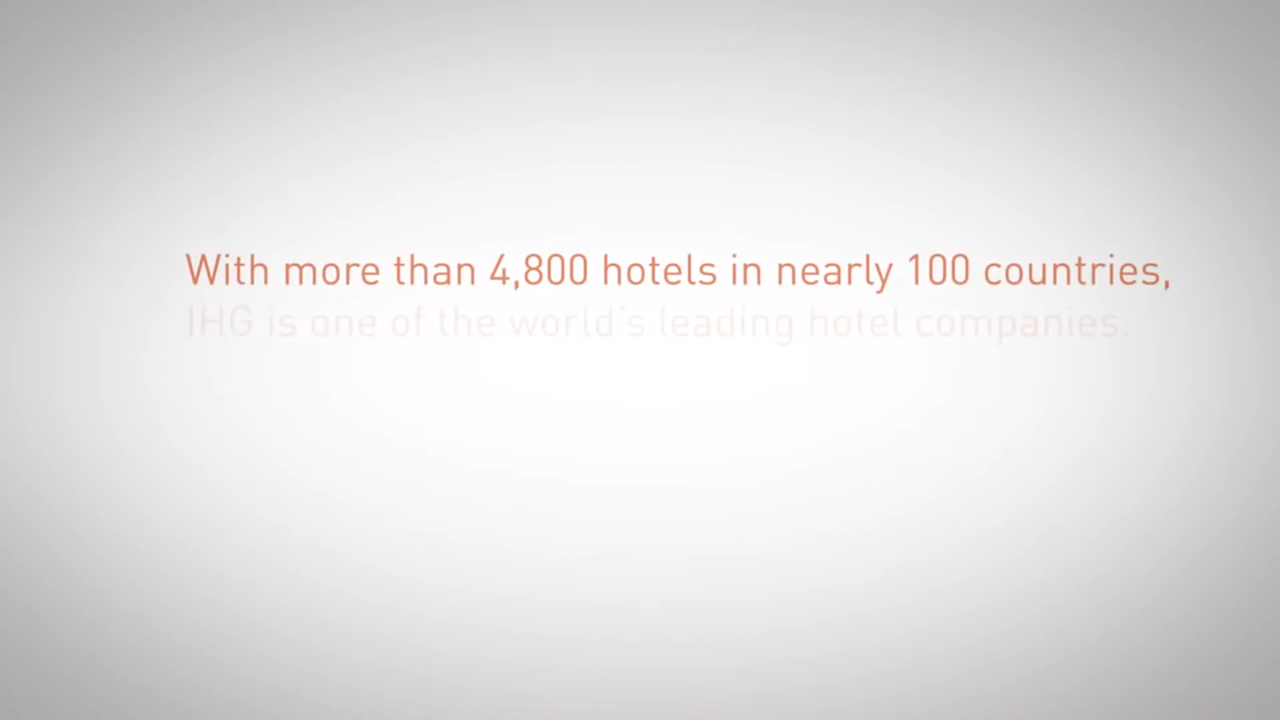 With more than 4,800 hotels in nearly 100 countries,
IHG is one of the world's leading hotel companies.